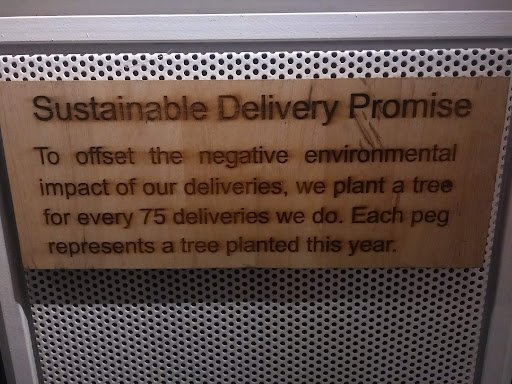 Sustainable Delivery Promise
To offset the negative environmental
impact of our deliveries, we plant a tree
for every 75 deliveries we do. Each peg
represents a tree planted this year.